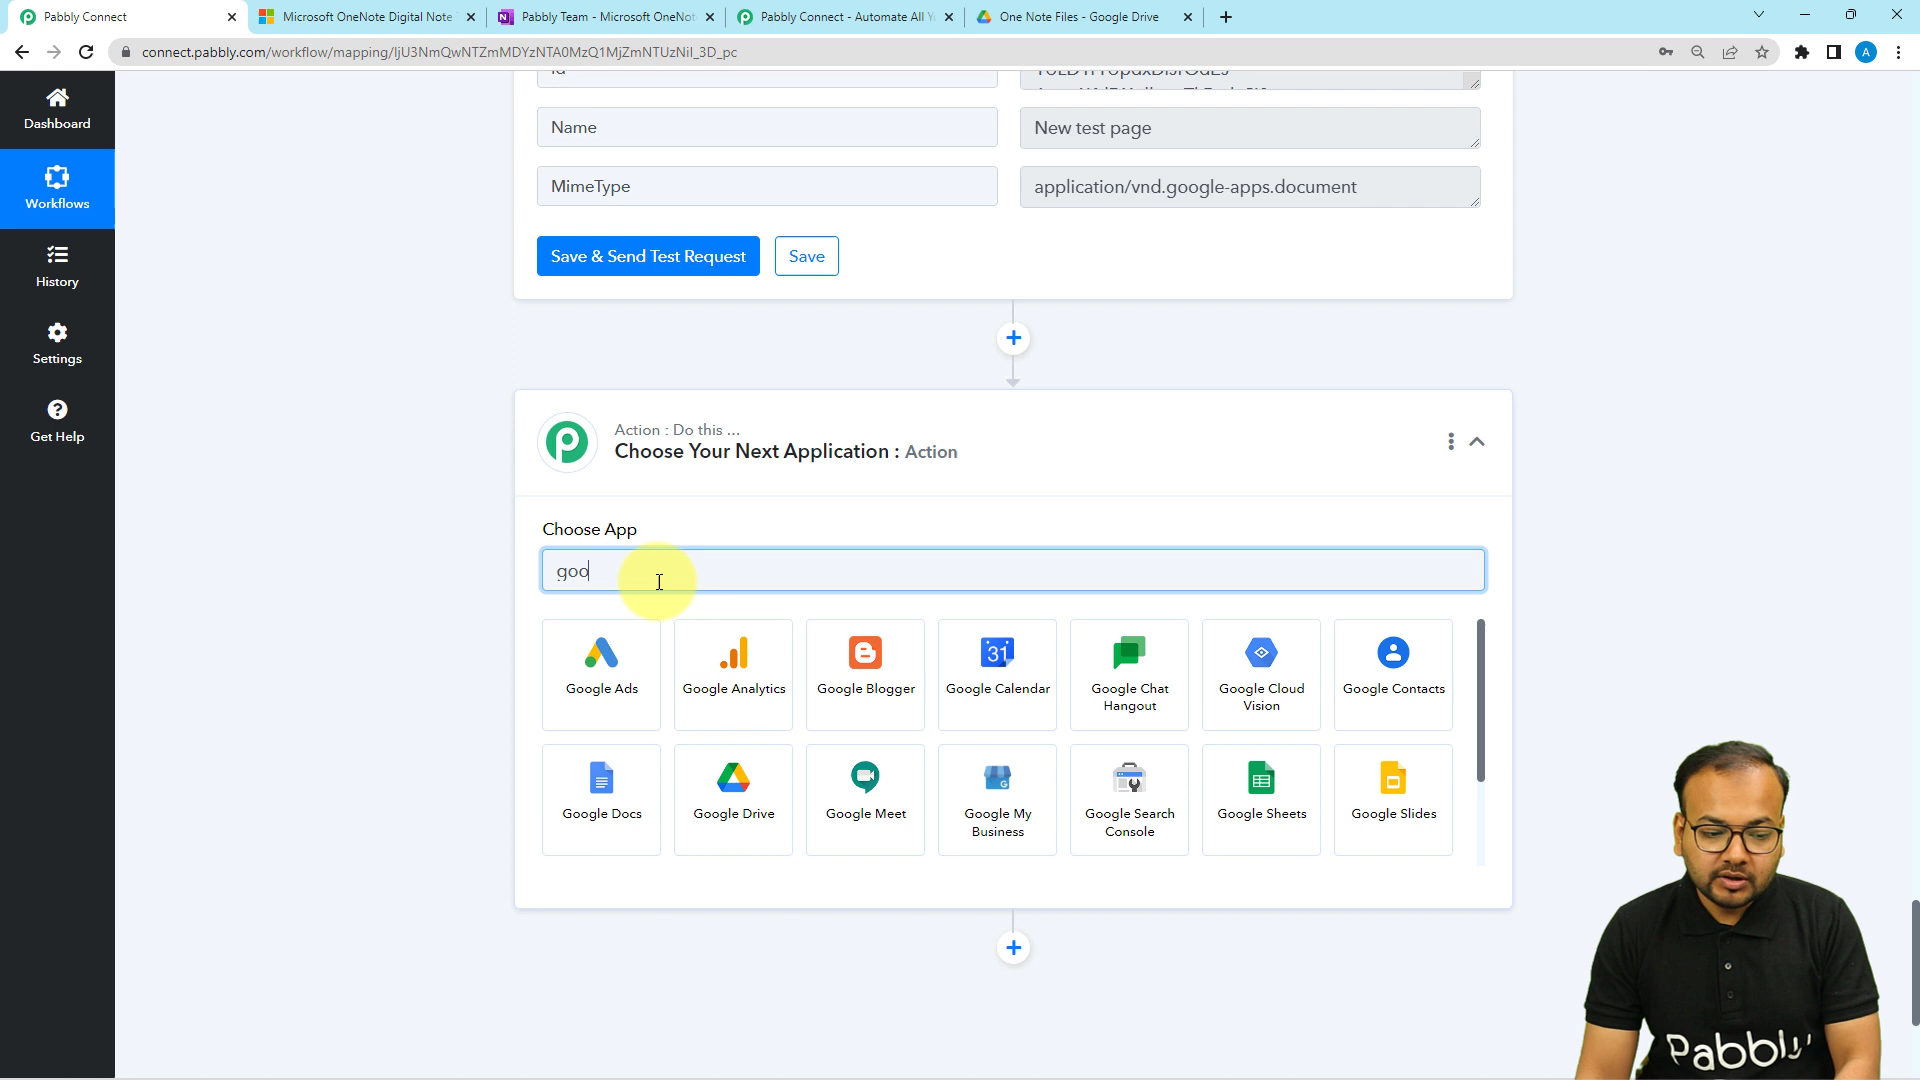 Pabbly Connect
Microsoft OneNote Digital Note
Pabbly Team - Microsoft OneNot
Pabbly Connect - Automate All Y
One Note Files - Google Drive
connect.pabbly.com/workflow/mapping/IjU3NmQwNTZmMDYzNTA0MzQ1MjZmNTUzNiI_3D_pc
A
Dashboard
Workflows
History
Settings
Get Help
Name
New test page
MimeType
application/vnd.google-apps.document
Save & Send Test Request
Save
Action : Do this ...
Choose Your Next Application : Action
Choose App
goo
Google Ads
Google Analytics
Google Blogger
31
Google Calendar
Google Chat
Hangout
Google Cloud
Vision
Google Contacts
Google Docs
Google Drive
Google Meet
Google My
Business
Google Search
Console
Google Sheets
Google Slides
Pabbly